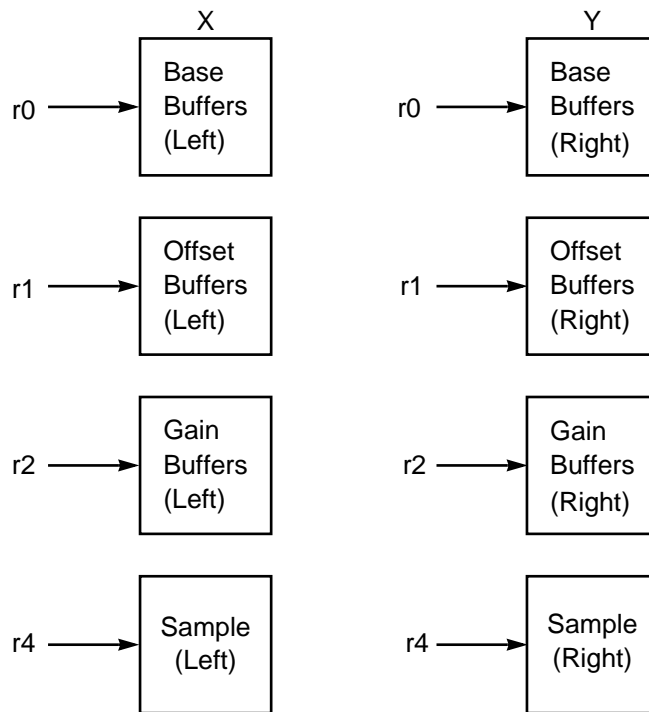 X
Y
r0
Base
Buffers
(Left)
r0
Base
Buffers
(Right)
r1
Offset
Buffers
(Left)
r1
Offset
Buffers
(Right)
r2
Gain
Buffers
(Left)
r2
Gain
Buffers
(Right)
r4
Sample
(Left)
r4
Sample
(Right)